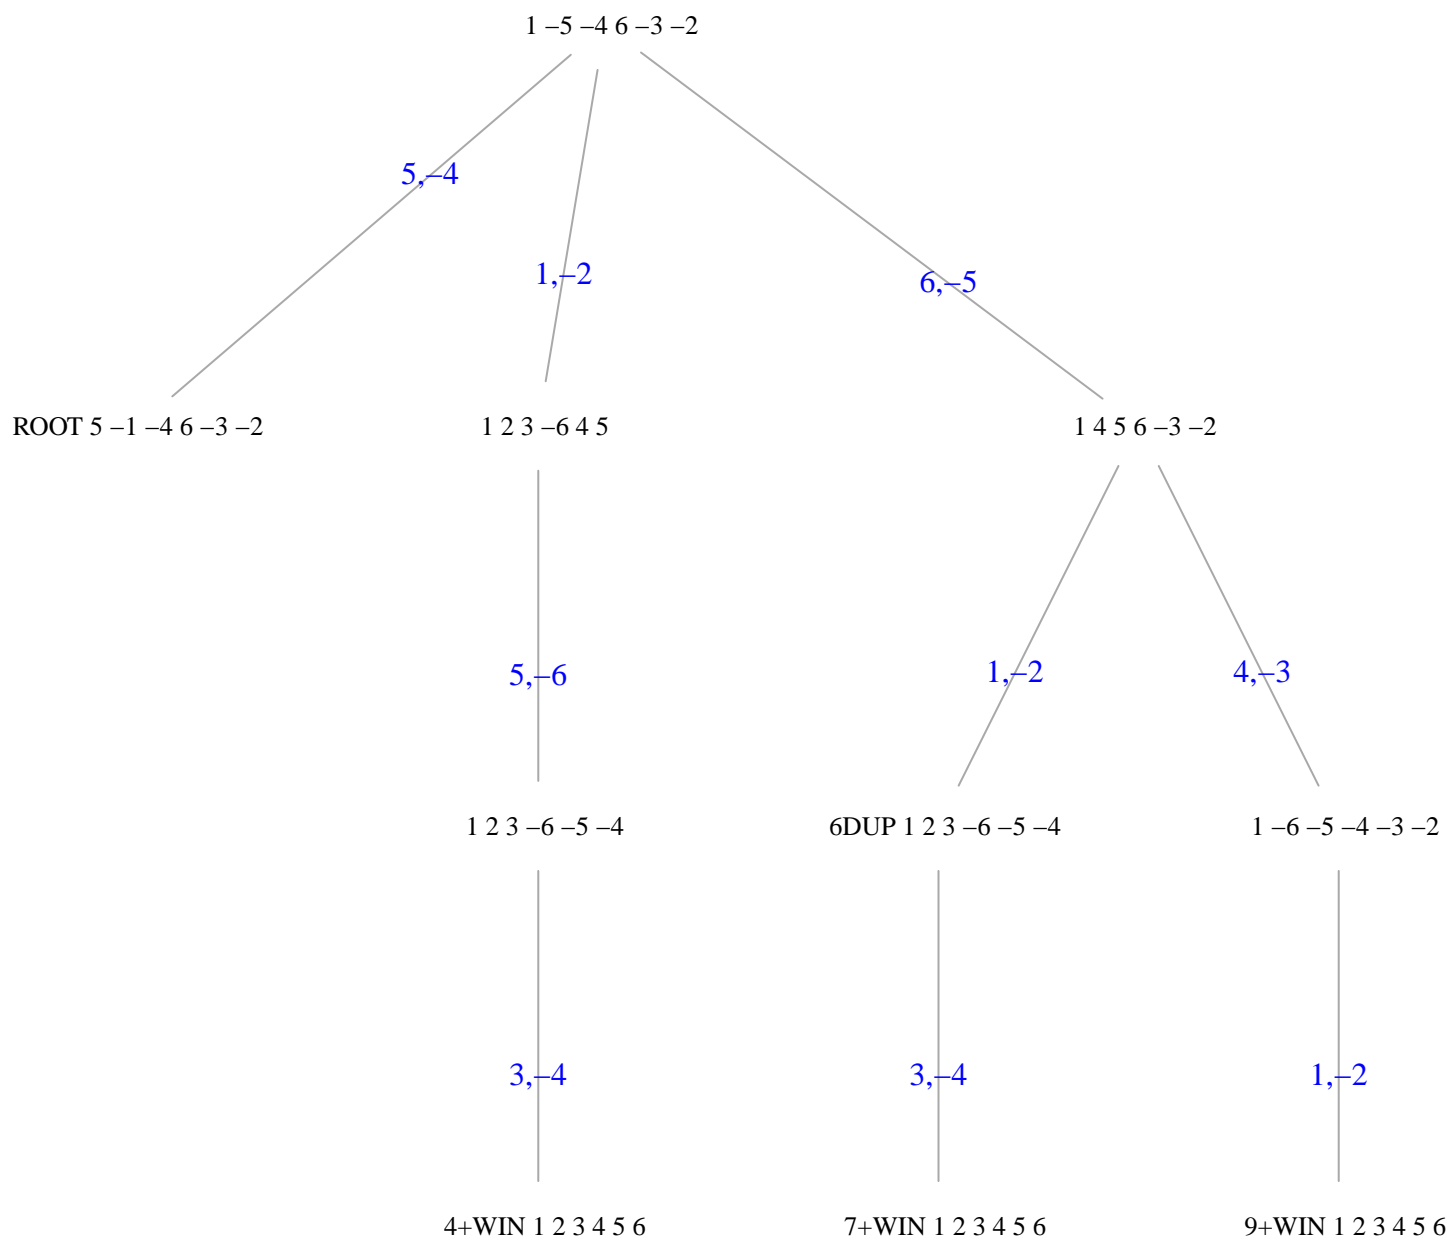 1 –5 –4 6 –3 –2
5,–4
1,–2
6,–5
ROOT 5 –1 –4 6 –3 –2
1 2 3 –6 4 5
1 4 5 6 –3 –2
5,–6
1,–2
4,–3
1 2 3 –6 –5 –4
6DUP 1 2 3 –6 –5 –4
1 –6 –5 –4 –3 –2
3,–4
3,–4
1,–2
4+WIN 1 2 3 4 5 6
7+WIN 1 2 3 4 5 6
9+WIN 1 2 3 4 5 6